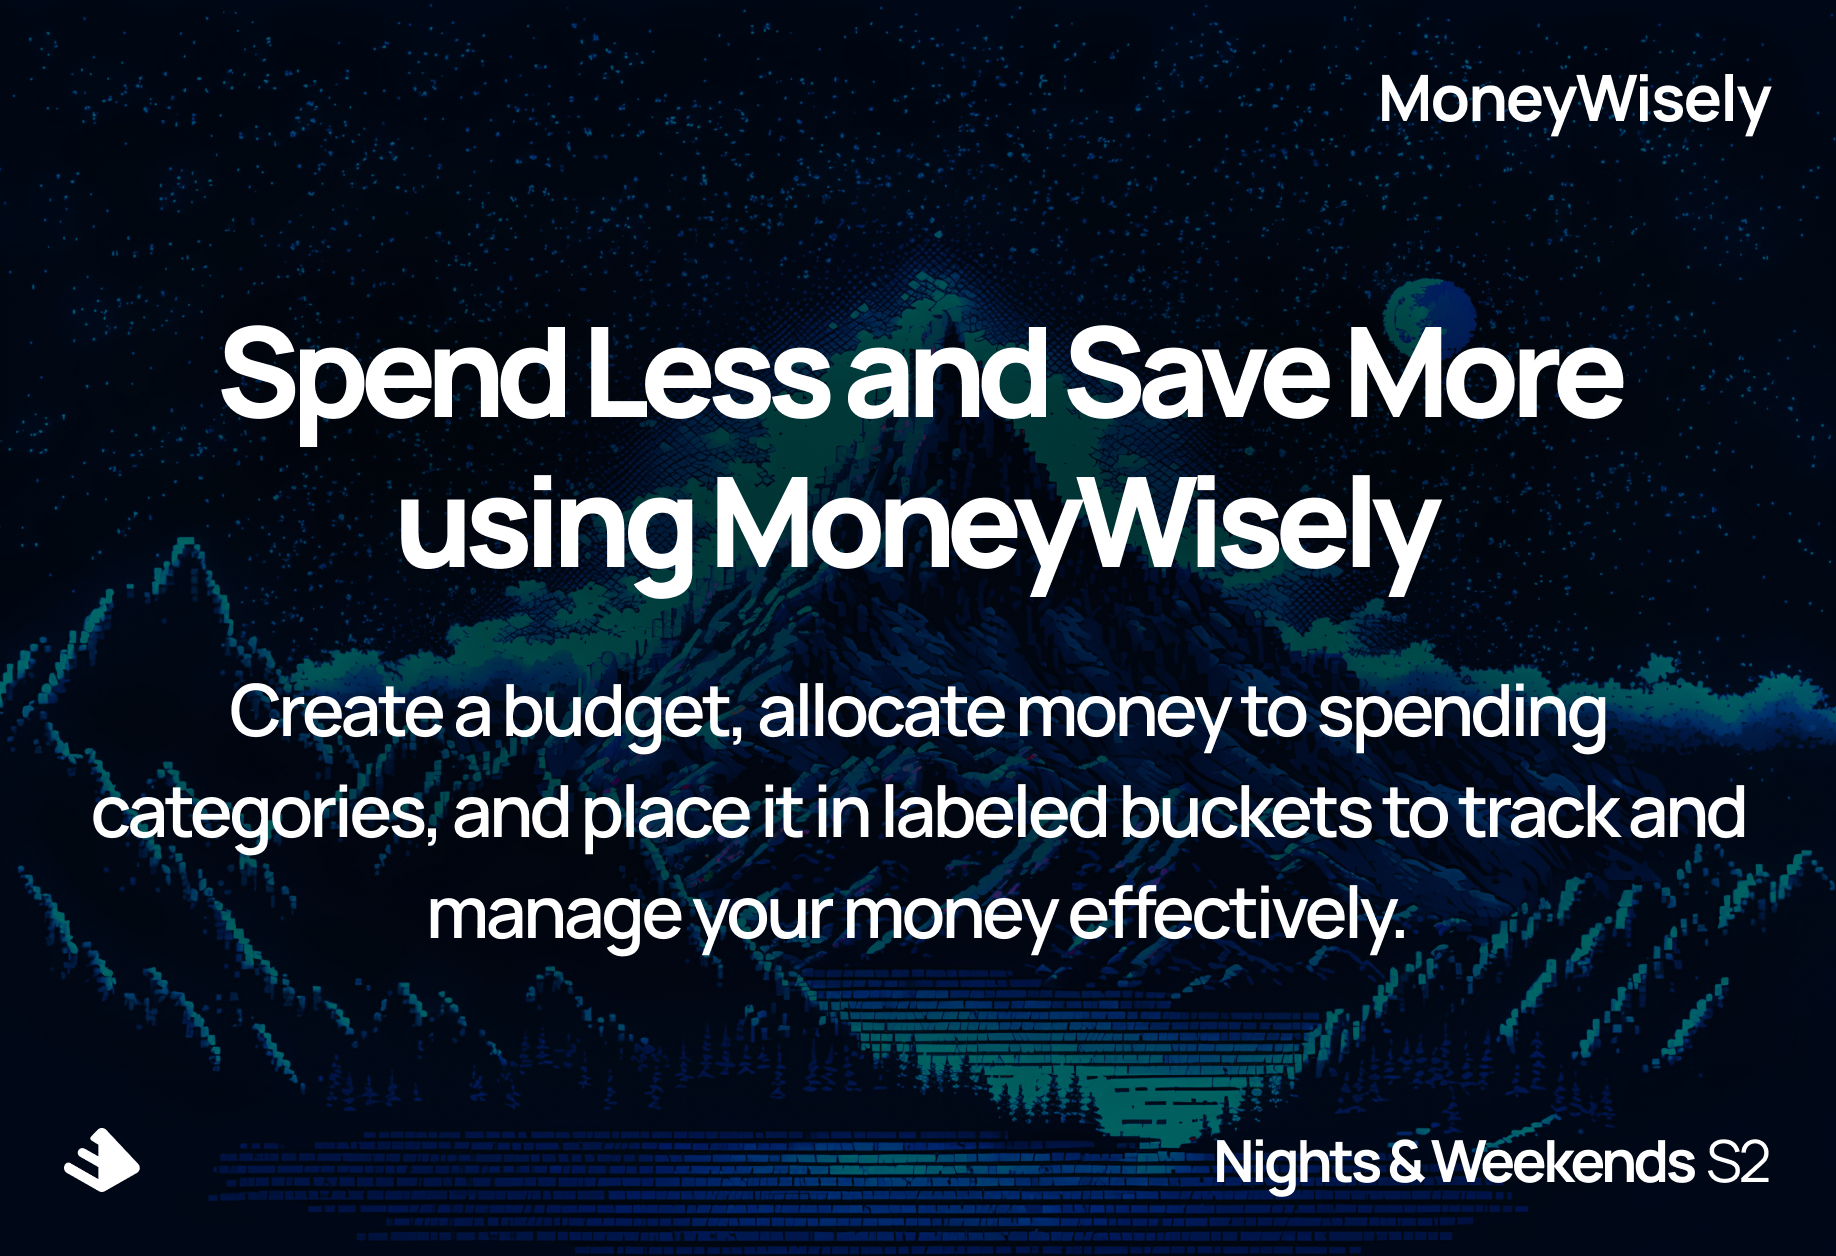 MoneyWisely
Spend Less and Save More
using MoneyWisely
Create a budget, allocate money to spending
categories, and place it in labeled buckets to track and
manage your money effectively.
Nights & Weekends S2